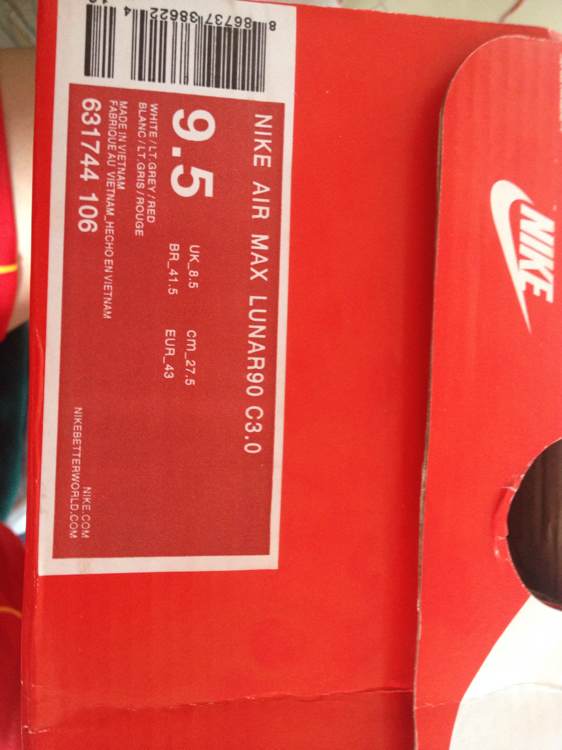 NIKE AIR MAX LUNAR90 C3.0
9.5
UK_8.5 cm_27.5
BR_41.5 EUR_43
WHITE/LT.GREY/RED
BLANC/LT.GRIS/ROUGE
MADE IN VIETNAM
FABRIQUÉ AU VIETNAM_HECHO EN VIETNAM
631744 106
NIKE.COM
NIKEBETTERWORLD.COM
8 86737 38622 4
NIKE